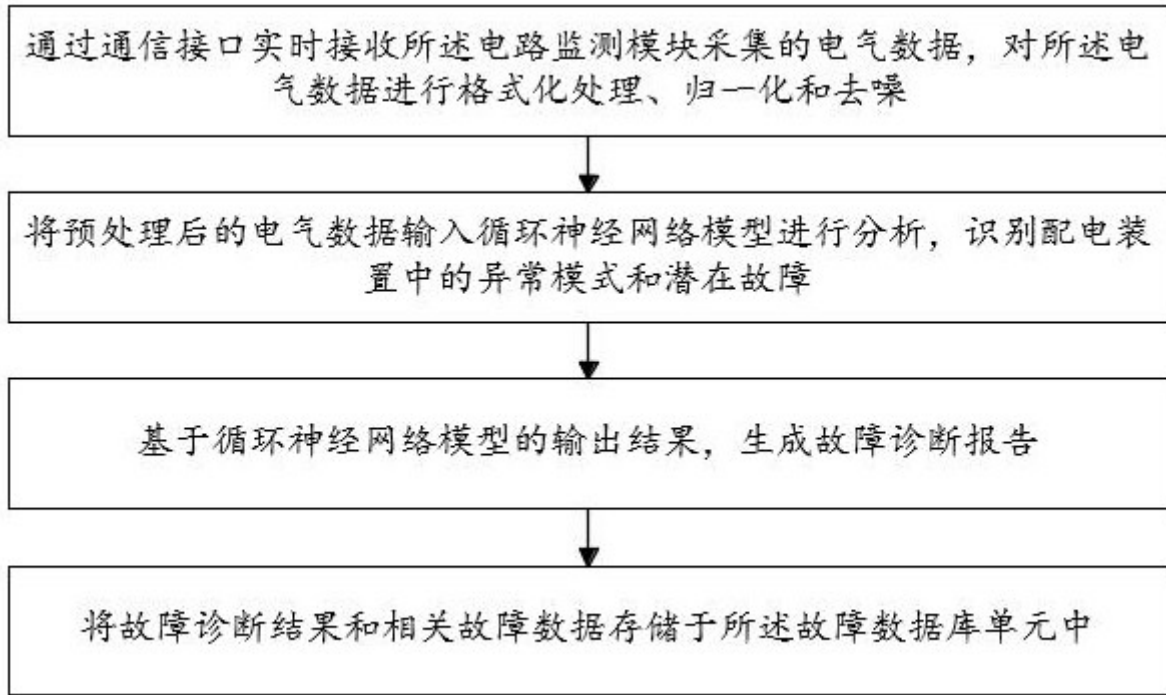 通过通信接口实时接收所述电路监测模块采集的电气数据，对所述电
气数据进行格式化处理、归一化和去噪
将预处理后的电气数据输入循环神经网络模型进行分析，识别配电装
置中的异常模式和潜在故障
基于循环神经网络模型的输出结果，生成故障诊断报告
将故障诊断结果和相关故障数据存储于所述故障数据库单元中